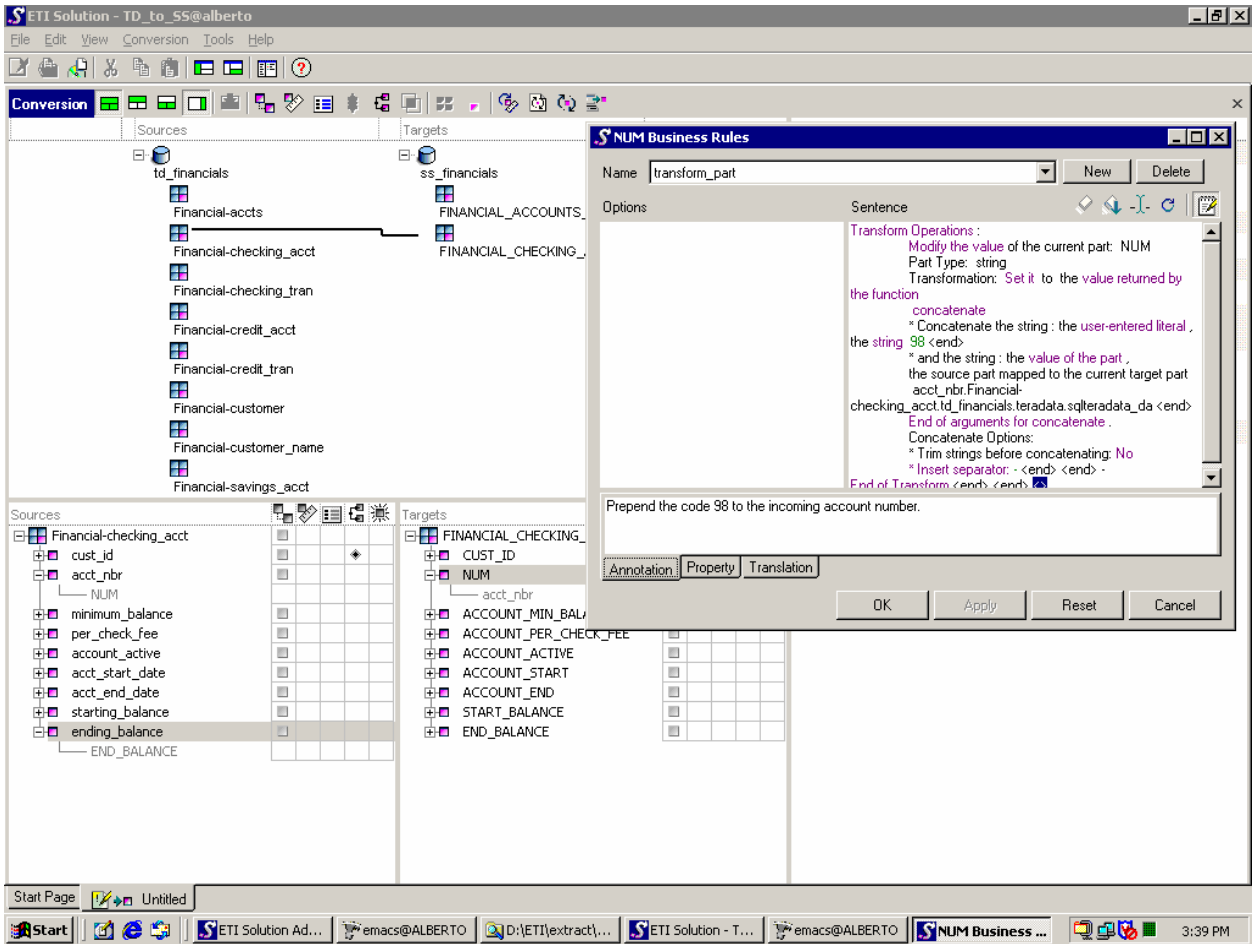 ETI Solution - TD_to_SS@alberto
File Edit View Conversion Tools Help
Conversion
Sources
Targets
td_financials
Financial-accts
Financial-checking_acct
Financial-checking_tran
Financial-credit_acct
Financial-credit_tran
Financial-customer
Financial-customer_name
Financial-savings_acct
ss_financials
FINANCIAL_ACCOUNTS_
FINANCIAL_CHECKING_
NUM Business Rules
Name transform_part New Delete
Options
Sentence
Transform Operations :
Modify the value of the current part: NUM
Part Type: string
Transformation: Set it to the value returned by
the function
concatenate
* Concatenate the string : the user-entered literal ,
the string 98 <end>
* and the string : the value of the part ,
the source part mapped to the current target part
acct_nbr.Financial-
checking_acct.td_financials.teradata.sqlteradata_da <end>
End of arguments for concatenate .
Concatenate Options:
* Trim strings before concatenating: No
* Insert separator: - <end> <end> -
End of Transform <end> <end> <>
Prepend the code 98 to the incoming account number.
Annotation Property Translation
OK Apply Reset Cancel
Sources
Financial-checking_acct
cust_id
acct_nbr
NUM
minimum_balance
per_check_fee
account_active
acct_start_date
acct_end_date
starting_balance
ending_balance
END_BALANCE
Targets
FINANCIAL_CHECKING_
CUST_ID
NUM
acct_nbr
ACCOUNT_MIN_BALA
ACCOUNT_PER_CHECK_FEE
ACCOUNT_ACTIVE
ACCOUNT_START
ACCOUNT_END
START_BALANCE
END_BALANCE
Start Page Untitled
Start ETI Solution Ad... emacs@ALBERTO D:\ETI\extract\... ETI Solution - T... emacs@ALBERTO NUM Business ... 3:39 PM